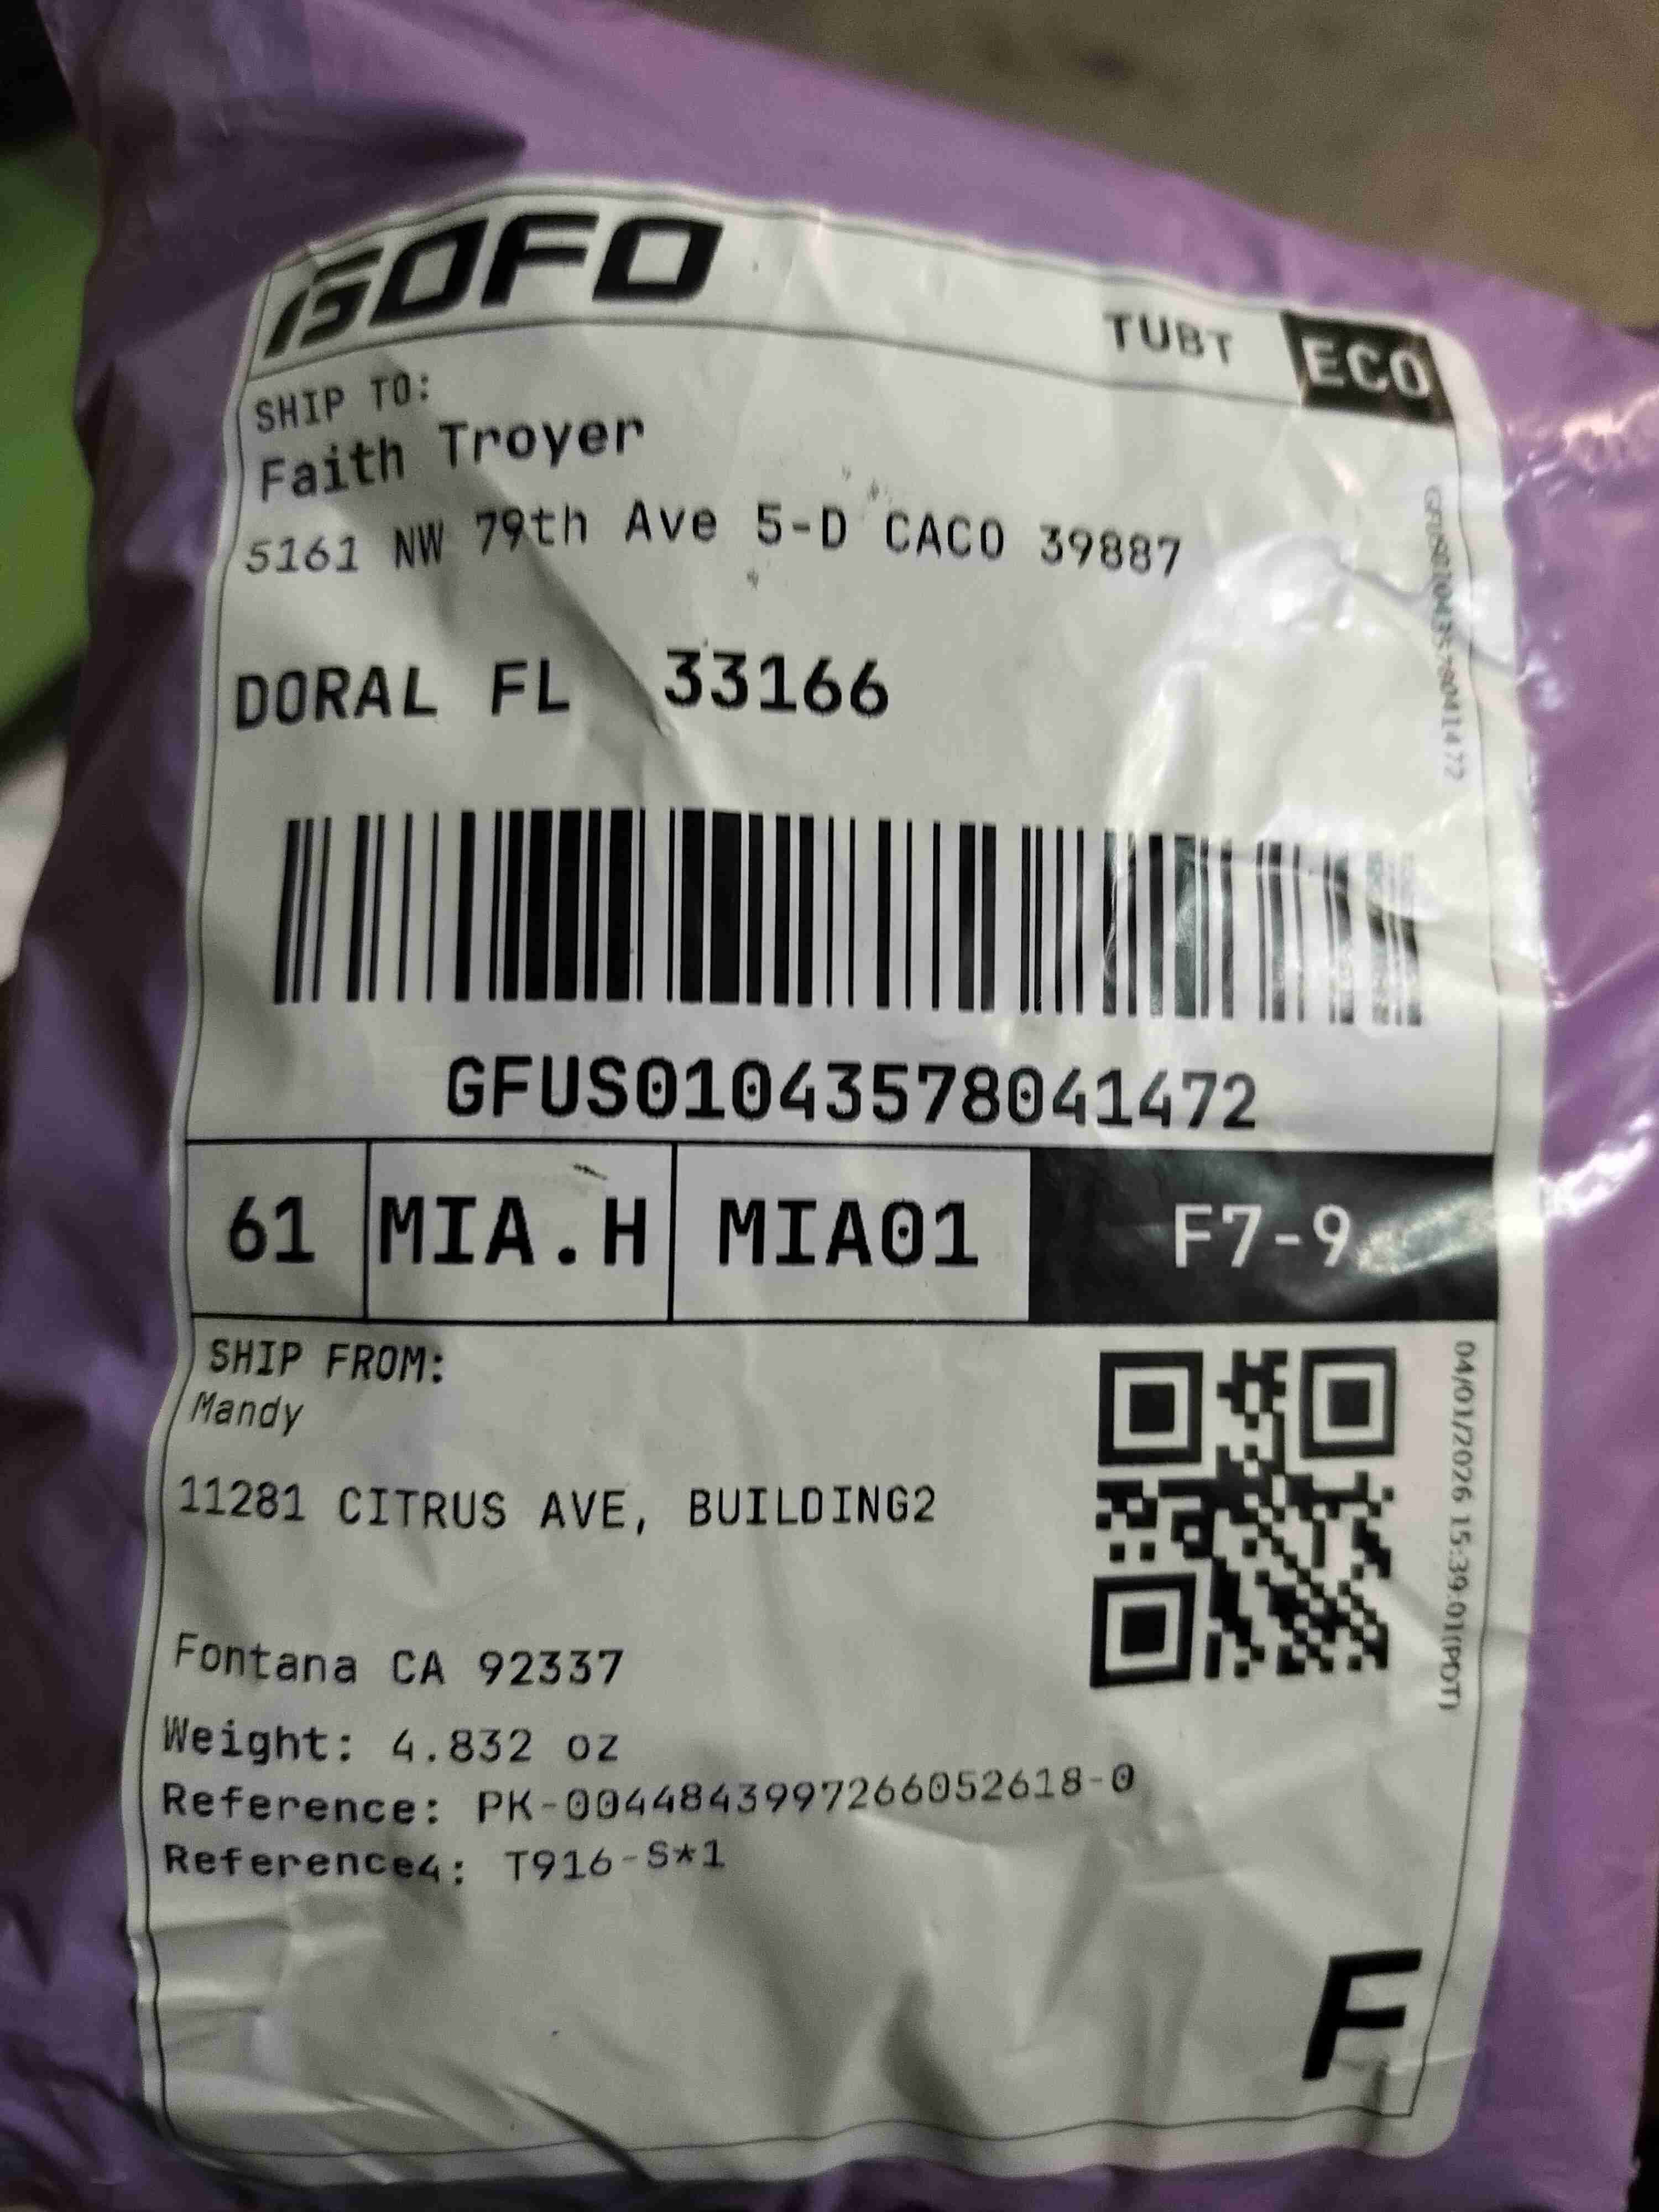 GOFO
TUBT ECO
SHIP TO:
Faith Troyer
5161 NW 79th Ave 5-D CACO 39887
DORAL FL 33166
GFUS01043578041472
GFUS01043578041472
61 MIA.H MIA01 F7-9
SHIP FROM:
Mandy
11281 CITRUS AVE, BUILDING2
Fontana CA 92337
04/01/2026 15:39:01(PDT)
Weight: 4.832 oz
Reference: PK-0044843997266052618-0
Reference4: T916-S*1
F